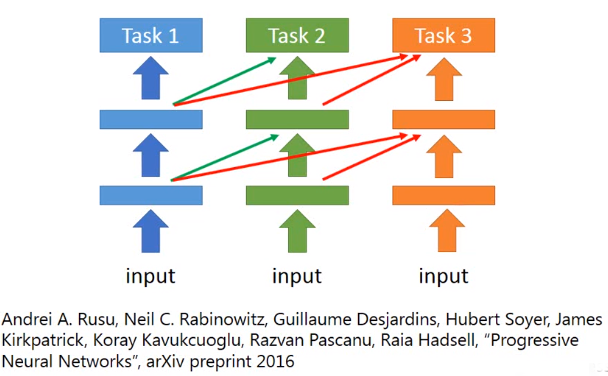 Task 1 Task 2 Task 3
input input input
Andrei A. Rusu, Neil C. Rabinowitz, Guillaume Desjardins, Hubert Soyer, James
Kirkpatrick, Koray Kavukcuoglu, Razvan Pascanu, Raia Hadsell, “Progressive
Neural Networks”, arXiv preprint 2016